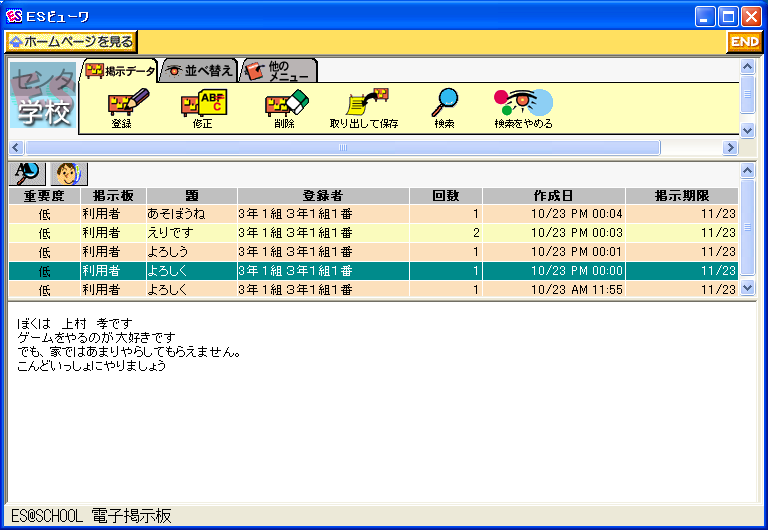 ESビューワ
ホームページを見る
END
センタ
学校
掲示データ
並べ替え
他の
メニュー
登録
修正
削除
取り出して保存
検索
検索をやめる
重要度 掲示板 題 登録者 回数 作成日 掲示期限
低 利用者 あそぼうね 3年1組3年1組1番 1 10/23 PM 00:04 11/23
低 利用者 えりです 3年1組3年1組1番 2 10/23 PM 00:03 11/23
低 利用者 よろしう 3年1組3年1組1番 1 10/23 PM 00:01 11/23
低 利用者 よろしく 3年1組3年1組1番 1 10/23 PM 00:00 11/23
低 利用者 よろしく 3年1組3年1組1番 1 10/23 AM 11:55 11/23
ぼくは 上村 孝です
ゲームをやるのが大好きです
でも、家ではあまりやらしてもらえません。
こんどいっしょにやりましょう
ES@SCHOOL 電子掲示板